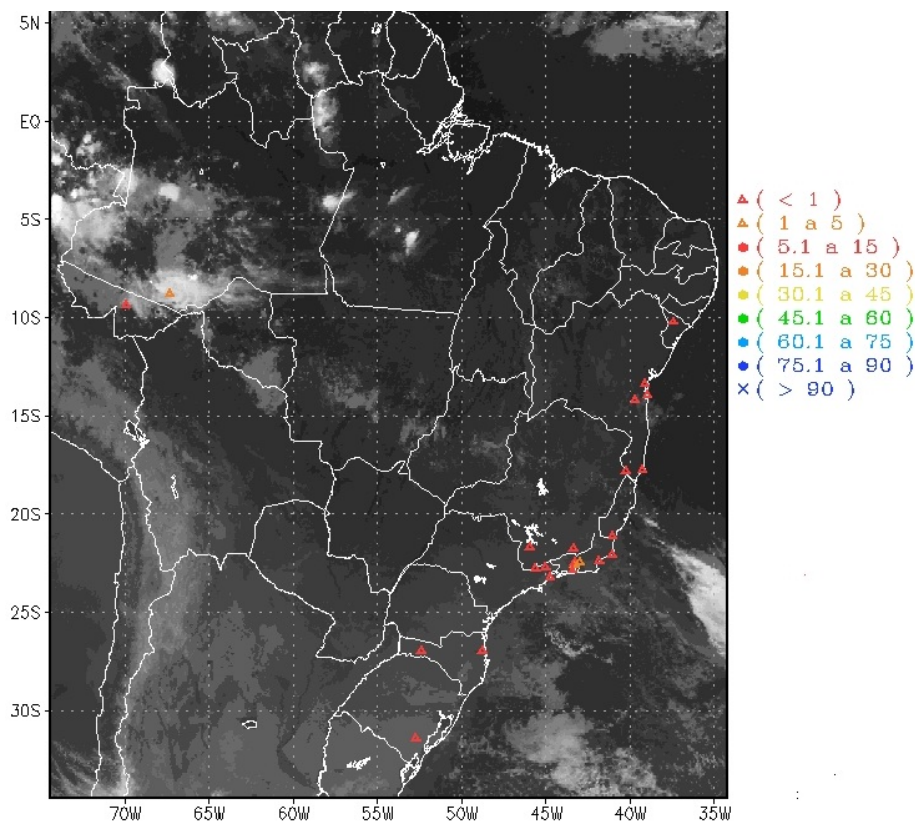 5N
EQ
5S
10S
15S
20S
25S
30S
70W 65W 60W 55W 50W 45W 40W 35W
( < 1 )
( 1 a 5 )
( 5.1 a 15 )
( 15.1 a 30 )
( 30.1 a 45 )
( 45.1 a 60 )
( 60.1 a 75 )
( 75.1 a 90 )
( > 90 )